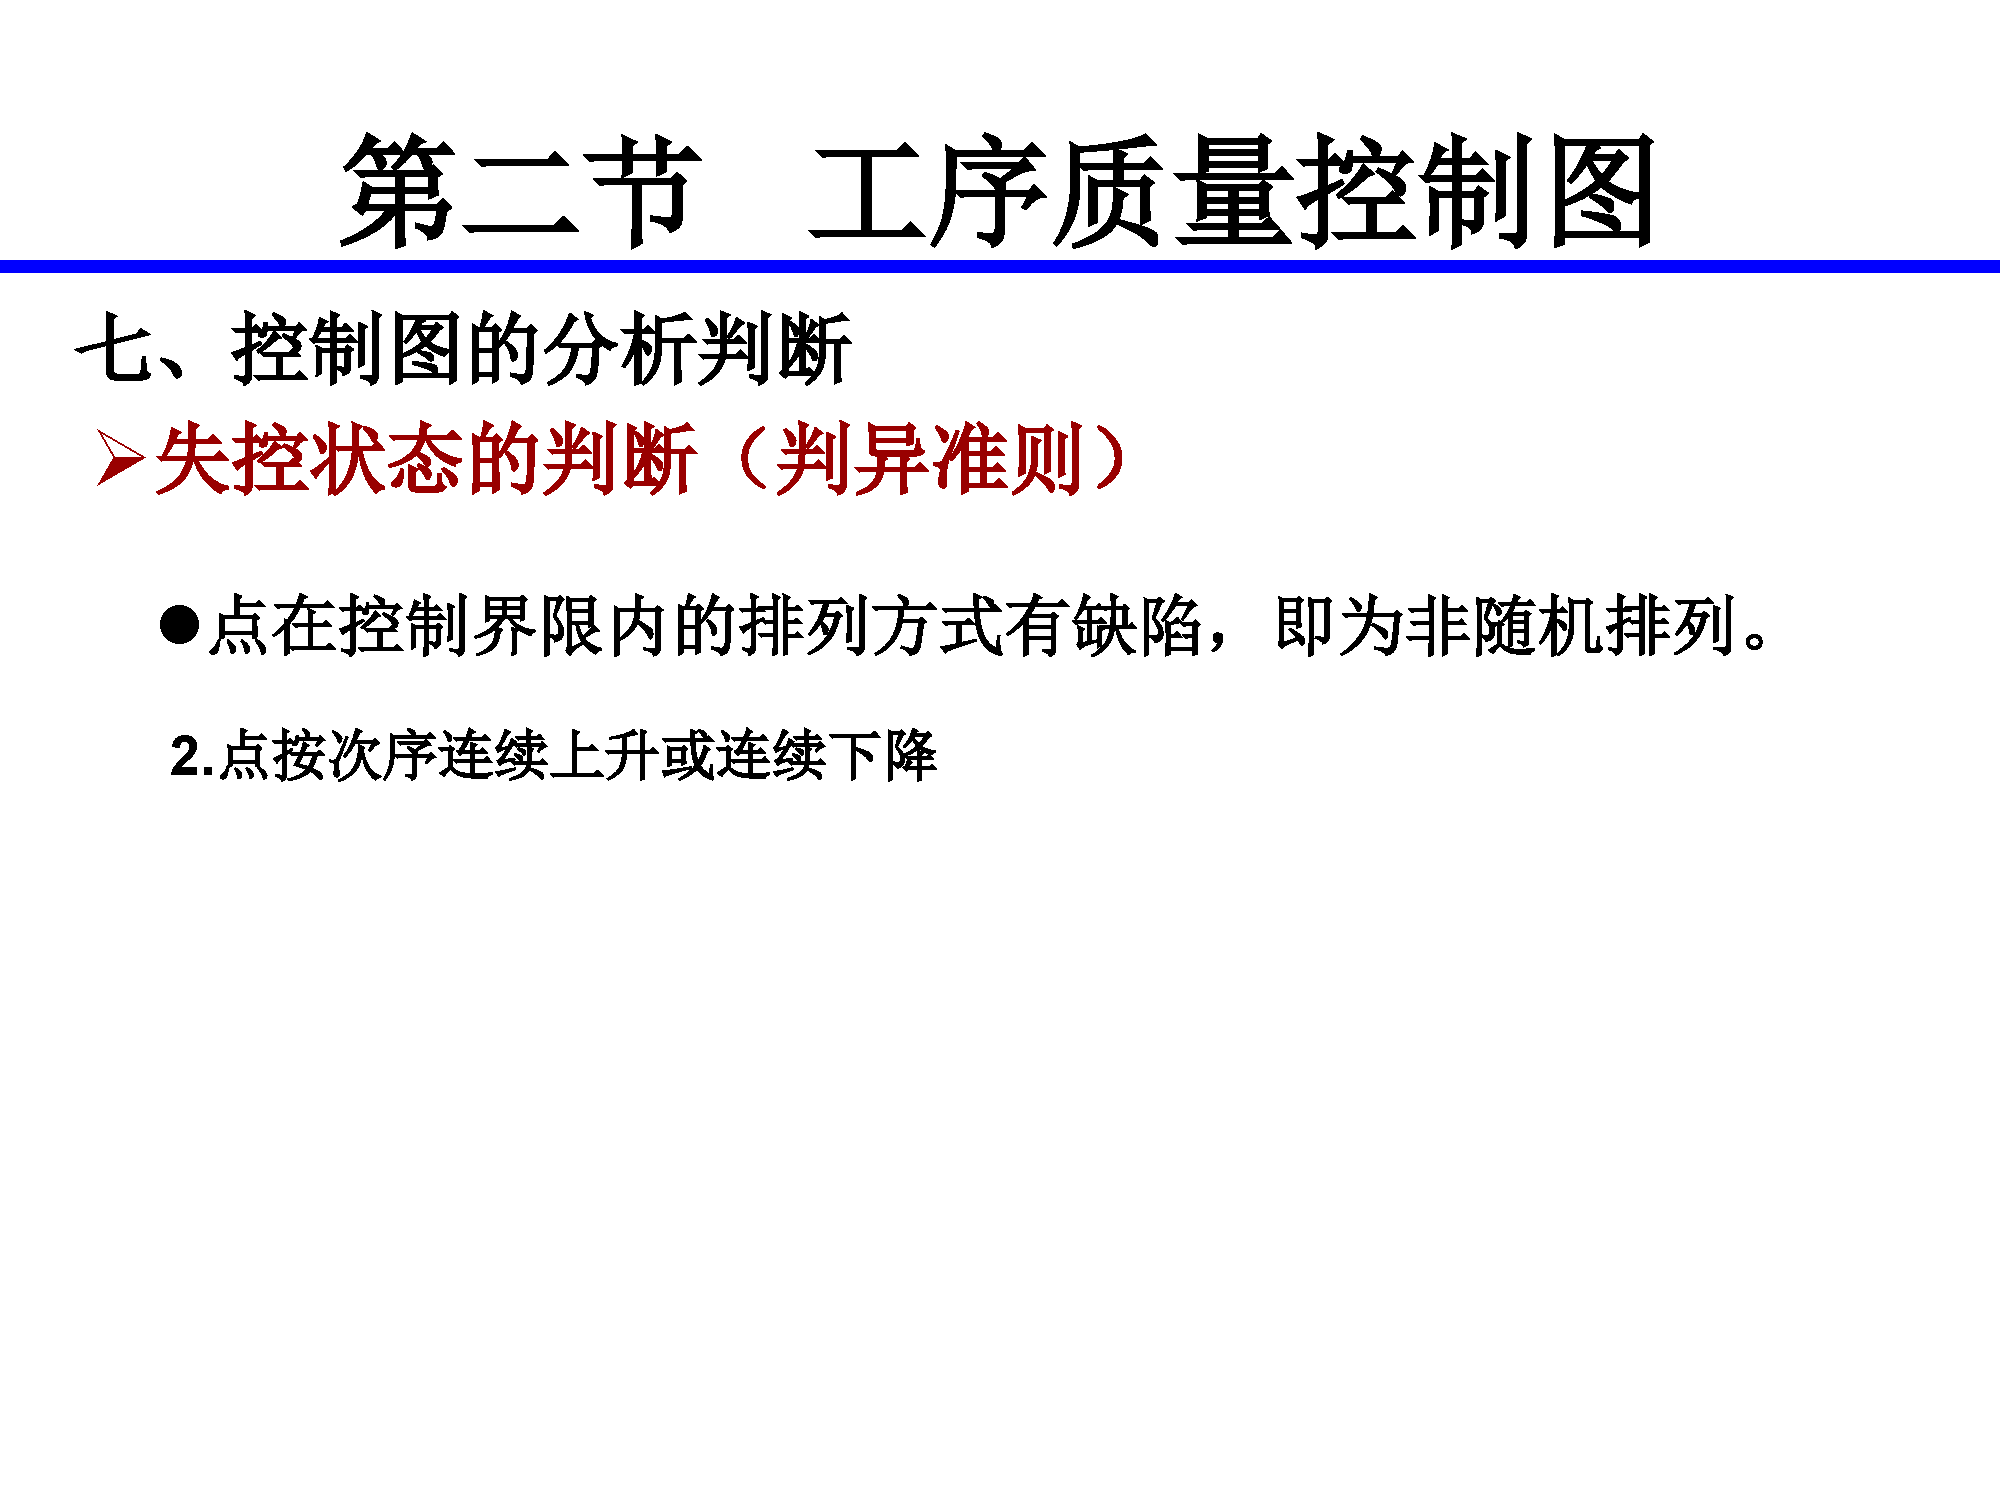 第二节 工序质量控制图
七、控制图的分析判断
➢失控状态的判断（判异准则）
●点在控制界限内的排列方式有缺陷，即为非随机排列。
2.点按次序连续上升或连续下降